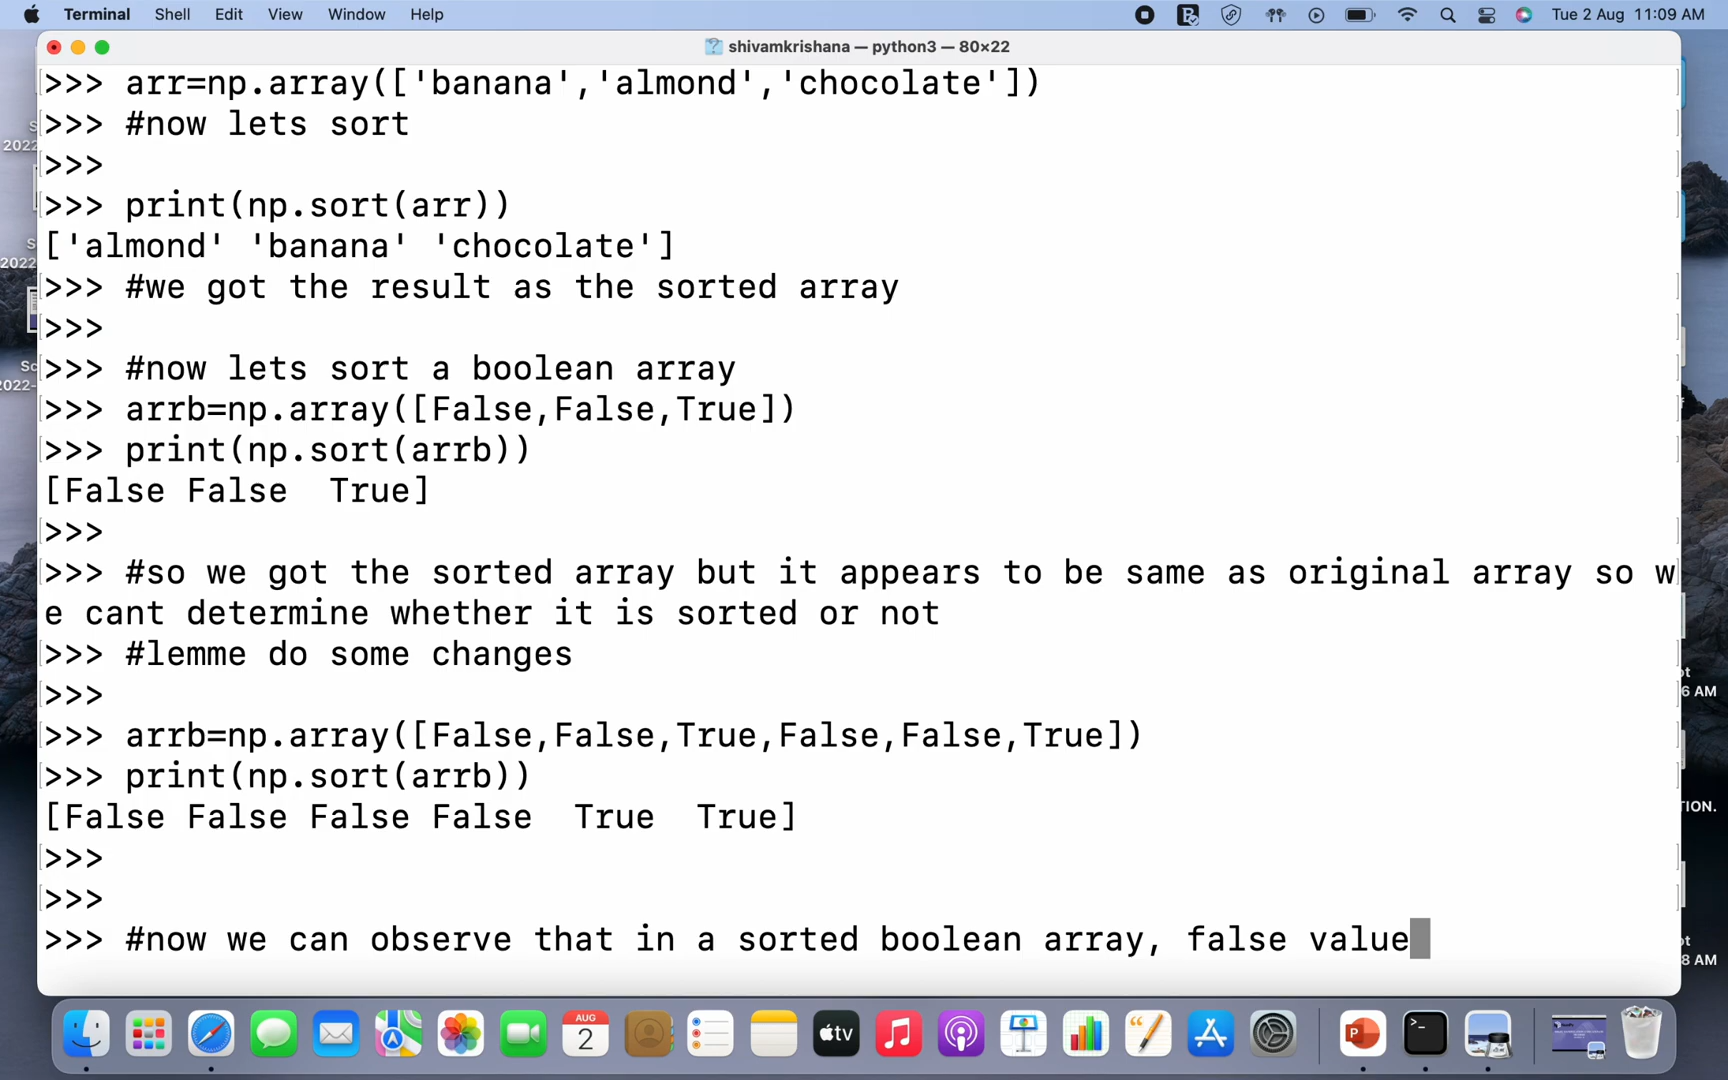 Terminal Shell Edit View Window Help Tue 2 Aug 11:09 AM
shivamkrishana — python3 — 80×22
>>> arr=np.array(['banana','almond','chocolate'])
>>> #now lets sort
>>>
>>> print(np.sort(arr))
['almond' 'banana' 'chocolate']
>>> #we got the result as the sorted array
>>>
>>> #now lets sort a boolean array
>>> arrb=np.array([False,False,True])
>>> print(np.sort(arrb))
[False False  True]
>>>
>>> #so we got the sorted array but it appears to be same as original array so w
e cant determine whether it is sorted or not
>>> #lemme do some changes
>>>
>>> arrb=np.array([False,False,True,False,False,True])
>>> print(np.sort(arrb))
[False False False False  True  True]
>>>
>>>
>>> #now we can observe that in a sorted boolean array, false value
6 AM
TION.
8 AM
AUG
2
tv